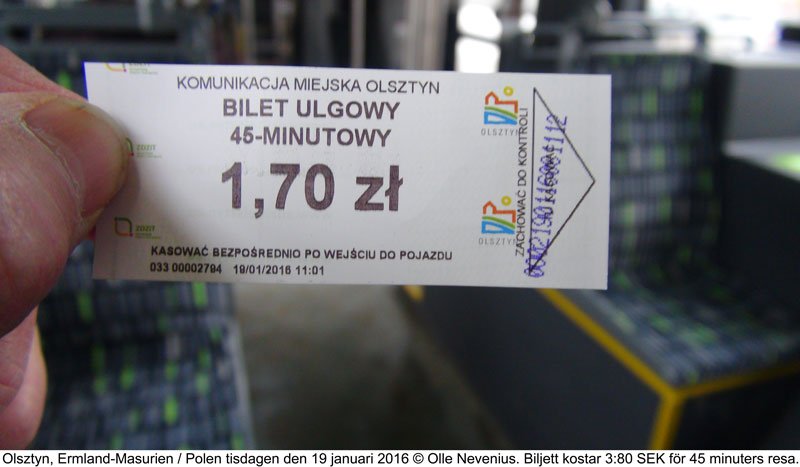 KOMUNIKACJA MIEJSKA OLSZTYN
BILET ULGOWY
45-MINUTOWY
1,70 zł
KASOWAĆ BEZPOŚREDNIO PO WEJŚCIU DO POJAZDU
033 00002794 19/01/2016 11:01
ZDZIT
ZDZIT
OLSZTYN
OLSZTYN
ZACHOWAĆ DO KONTROLI
Olsztyn, Ermland-Masurien / Polen tisdagen den 19 januari 2016 © Olle Nevenius. Biljett kostar 3:80 SEK för 45 minuters resa.